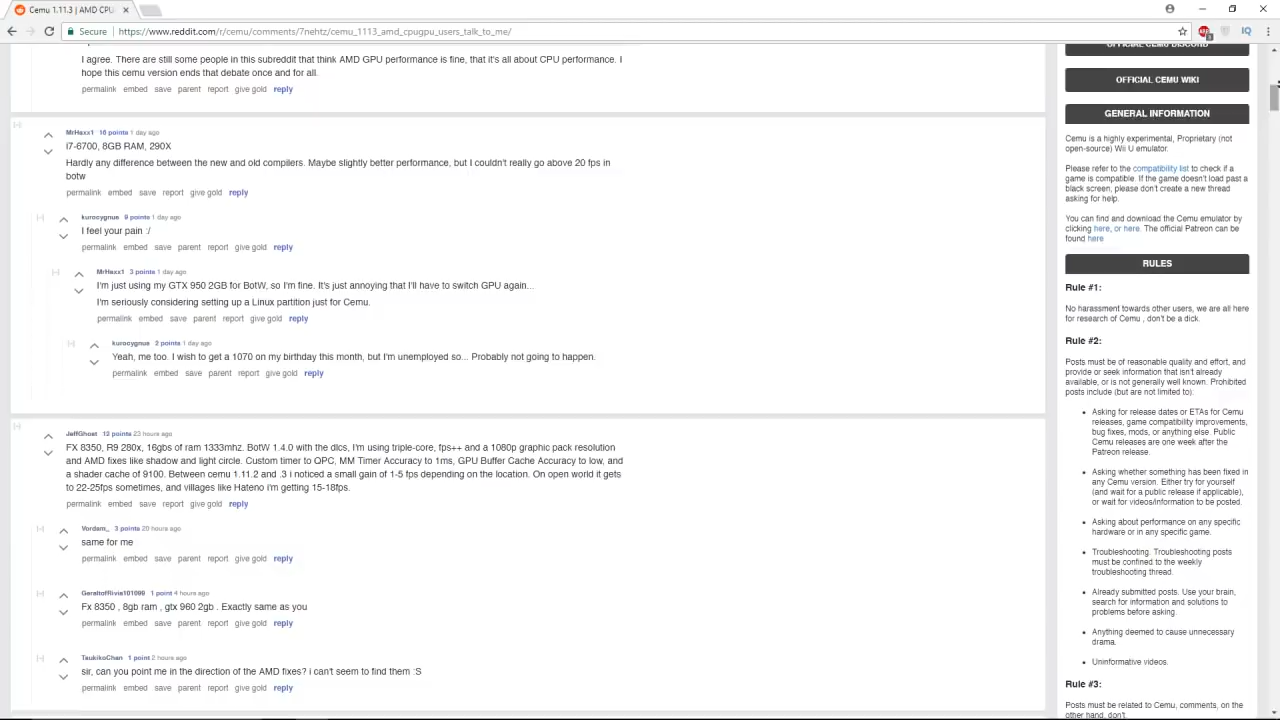 Cemu 1.11.3 | AMD CPU
Secure
https://www.reddit.com/r/cemu/comments/7nehtz/cemu_1113_amd_cpugpu_users_talk_to_me/
I agree. There are still some people in this subreddit that think AMD GPU performance is fine, that it's all about CPU performance. I
hope this cemu version ends that debate once and for all.
permalink embed save parent report give gold reply
[-]
MrHaxx1 16 points 1 day ago
i7-6700, 8GB RAM, 290X
Hardly any difference between the new and old compilers. Maybe slightly better performance, but I couldn't really go above 20 fps in
botw
permalink embed save report give gold reply
[-]
kurocygnus 9 points 1 day ago
I feel your pain :/
permalink embed save parent report give gold reply
[-]
MrHaxx1 3 points 1 day ago
I'm just using my GTX 950 2GB for BotW, so I'm fine. It's just annoying that I'll have to switch GPU again...
I'm seriously considering setting up a Linux partition just for Cemu.
permalink embed save parent report give gold reply
[-]
kurocygnus 2 points 1 day ago
Yeah, me too. I wish to get a 1070 on my birthday this month, but I'm unemployed so... Probably not going to happen.
permalink embed save parent report give gold reply
[-]
JeffGhost 13 points 23 hours ago
FX 8350, R9 280x, 16gbs of ram 1333mhz. BotW 1.4.0 with the dlcs, I'm using triple-core, fps++ and a 1080p graphic pack resolution
and AMD fixes like shadow and light circle. Custom timer to QPC, MM Timer Accuracy to 1ms, GPU Buffer Cache Accuracy to low, and
a shader cache of 9100. Between cemu 1.11.2 and .3 i noticed a small gain of 1-5 fps depending on the location. On open world it gets
to 22-25fps sometimes, and villages like Hateno i'm getting 15-18fps.
permalink embed save report give gold reply
[-]
Vordam_ 3 points 20 hours ago
same for me
permalink embed save parent report give gold reply
[-]
GeraltofRivia101099 1 point 4 hours ago
Fx 8350 , 8gb ram , gtx 960 2gb . Exactly same as you
permalink embed save parent report give gold reply
[-]
TsukikoChan 1 point 2 hours ago
sir, can you point me in the direction of the AMD fixes? i can't seem to find them :S
permalink embed save parent report give gold reply
OFFICIAL CEMU DISCORD
OFFICIAL CEMU WIKI
GENERAL INFORMATION
Cemu is a highly experimental, Proprietary (not
open-source) Wii U emulator.
Please refer to the compatibility list to check if a
game is compatible. If the game doesn't load past a
black screen, please don't create a new thread
asking for help.
You can find and download the Cemu emulator by
clicking here, or here. The official Patreon can be
found here
RULES
Rule #1:
No harassment towards other users, we are all here
for research of Cemu , don't be a dick.
Rule #2:
Posts must be of reasonable quality and effort, and
provide or seek information that isn't already
available, or is not generally well known. Prohibited
posts include (but are not limited to):
• Asking for release dates or ETAs for Cemu
releases, game compatibility improvements,
bug fixes, mods, or anything else. Public
Cemu releases are one week after the
Patreon release.
• Asking whether something has been fixed in
any Cemu version. Either try for yourself
(and wait for a public release if applicable),
or wait for videos/information to be posted.
• Asking about performance on any specific
hardware or in any specific game.
• Troubleshooting. Troubleshooting posts
must be confined to the weekly
troubleshooting thread.
• Already submitted posts. Use your brain,
search for information and solutions to
problems before asking.
• Anything deemed to cause unnecessary
drama.
• Uninformative videos.
Rule #3:
Posts must be related to Cemu, comments, on the
other hand, don't.